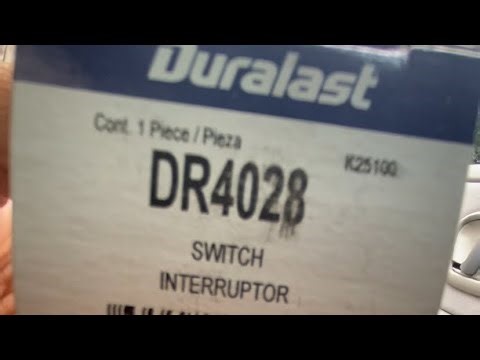 Duralast
Cont. 1 Piece / Pieza
K25100
DR4028
SWITCH
INTERRUPTOR